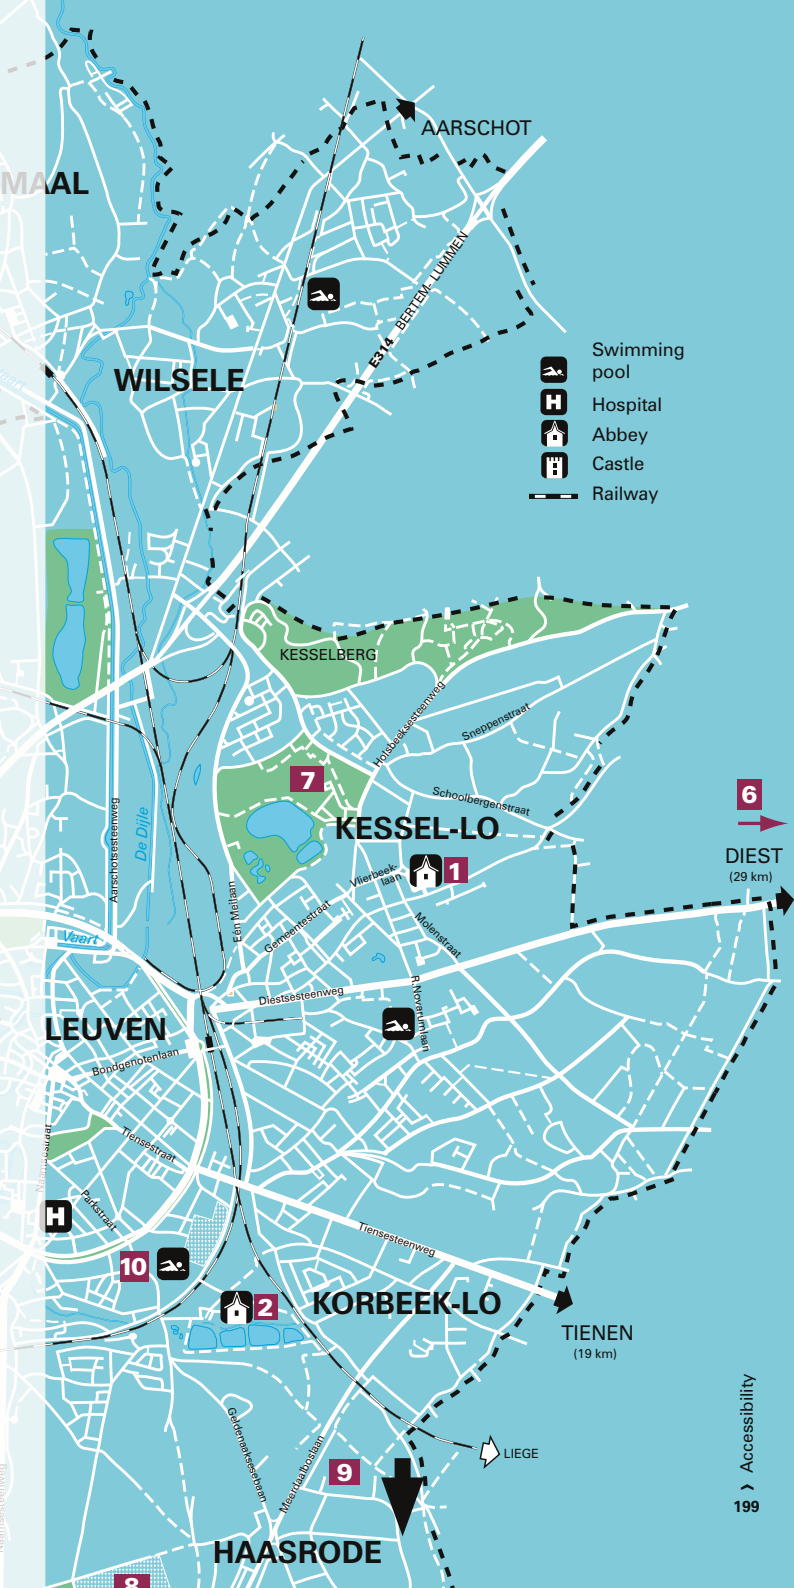 AARSCHOT
MAAL
BERTEM- LUMMEN
E314
Swimming
pool
Hospital
Abbey
Castle
Railway
WILSELE
KESSELBERG
Holsbeeksesteenweg
Sneppenstraat
7
Schoolbergenstraat
6
DIEST
(29 km)
Aarschotsesteenweg
De Dijle
KESSEL-LO
Vlierbeek-
laan
1
Eén Meilaan
Gemeentestraat
Molenstraat
Vaart
Diestsesteenweg
R.Novarumlaan
LEUVEN
Bondgenotenlaan
Tiensestraat
Naamsestraat
Parkstraat
H
Tiensesteenweg
10
2
KORBEEK-LO
TIENEN
(19 km)
Geldenaaksebaan
Meerdaalboslaan
LIEGE
9
Accessibility
199
HAASRODE
8
Naamsesteenweg